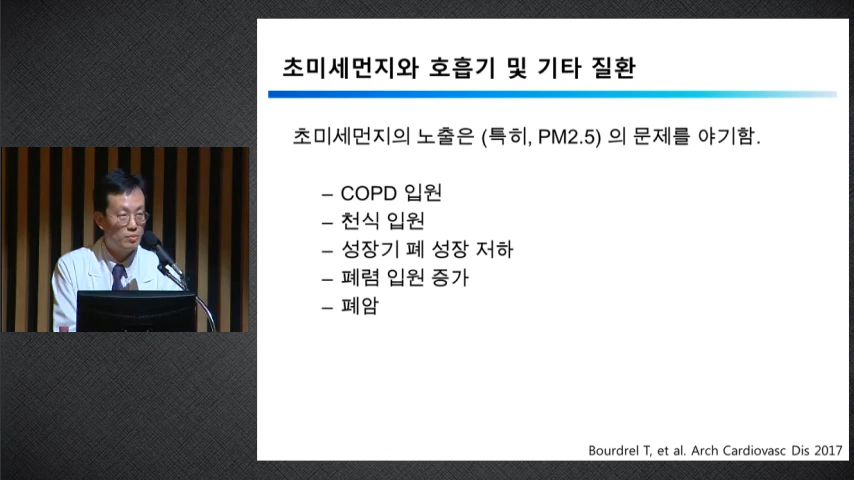 초미세먼지와 호흡기 및 기타 질환
초미세먼지의 노출은 (특히, PM2.5) 의 문제를 야기함.
– COPD 입원
– 천식 입원
– 성장기 폐 성장 저하
– 폐렴 입원 증가
– 폐암
Bourdrel T, et al. Arch Cardiovasc Dis 2017